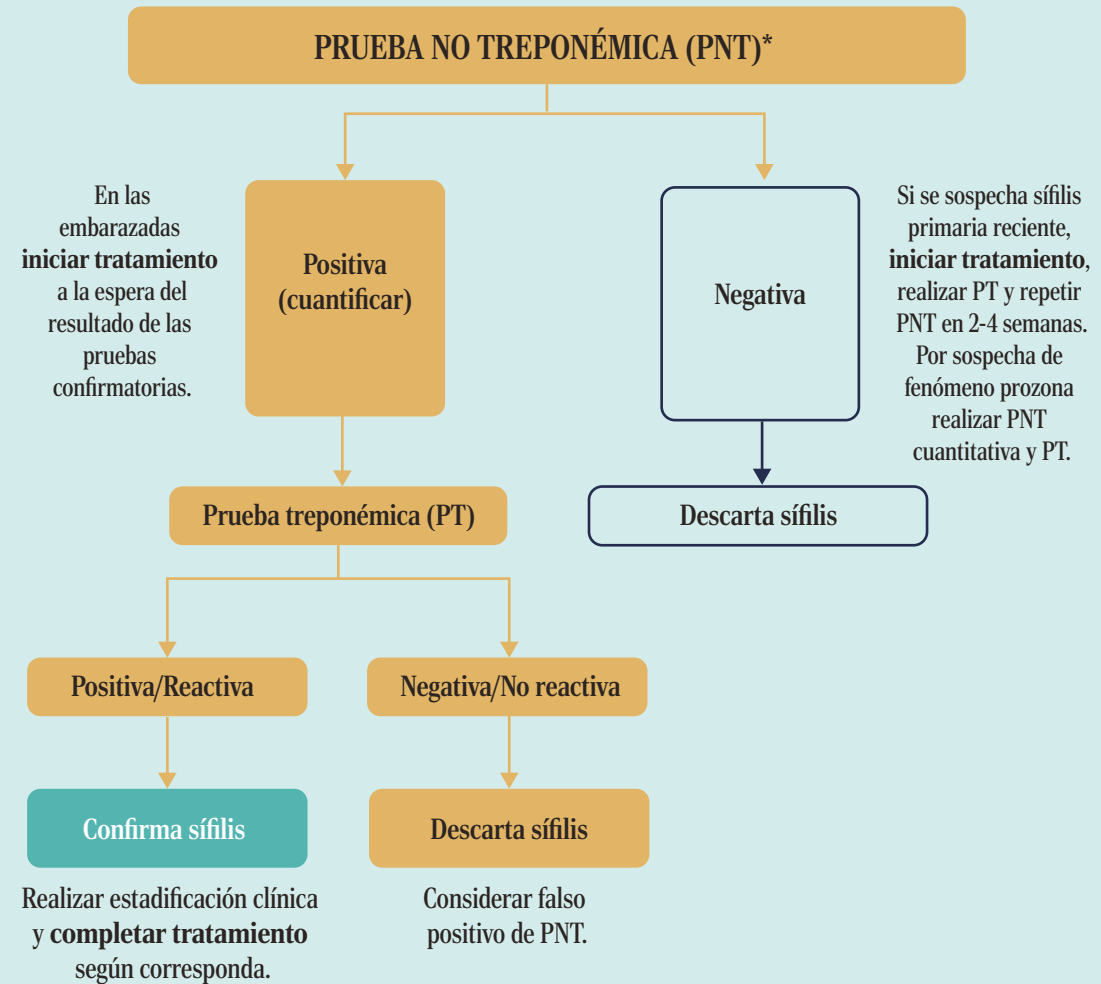 PRUEBA NO TREPONÉMICA (PNT)*
En las
embarazadas
iniciar tratamiento
a la espera del
resultado de las
pruebas
confirmatorias.
Positiva
(cuantificar)
Negativa
Si se sospecha sífilis
primaria reciente,
iniciar tratamiento,
realizar PT y repetir
PNT en 2-4 semanas.
Por sospecha de
fenómeno prozona
realizar PNT
cuantitativa y PT.
Prueba treponémica (PT)
Descarta sífilis
Positiva/Reactiva
Negativa/No reactiva
Confirma sífilis
Descarta sífilis
Realizar estadificación clínica
y completar tratamiento
según corresponda.
Considerar falso
positivo de PNT.